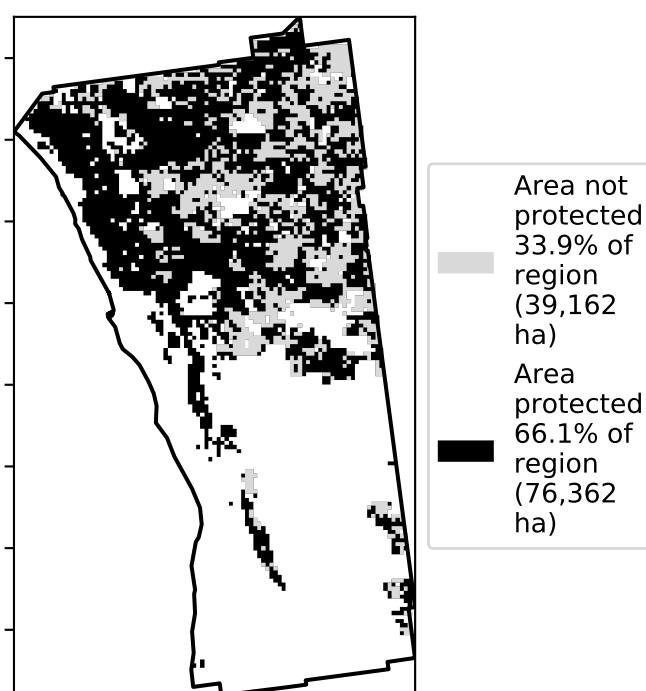 Area not
protected
33.9% of
region
(39,162
ha)
Area
protected
66.1% of
region
(76,362
ha)